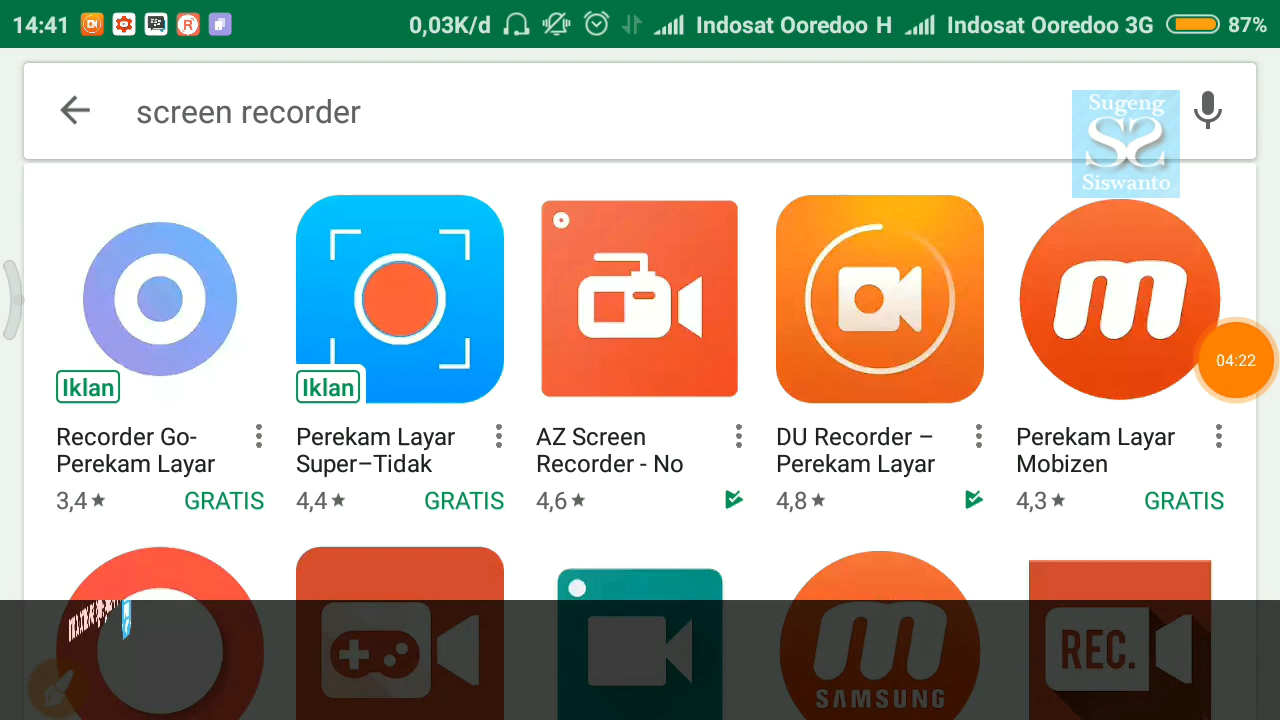 14:41 0,03K/d Indosat Ooredoo H Indosat Ooredoo 3G 87%
screen recorder
Sugeng
SS
Siswanto
m
04:22
Iklan Iklan
Recorder Go-
Perekam Layar
3,4 GRATIS
Perekam Layar
Super–Tidak
4,4 GRATIS
AZ Screen
Recorder - No
4,6
DU Recorder –
Perekam Layar
4,8
Perekam Layar
Mobizen
4,3 GRATIS
m
SAMSUNG
REC.